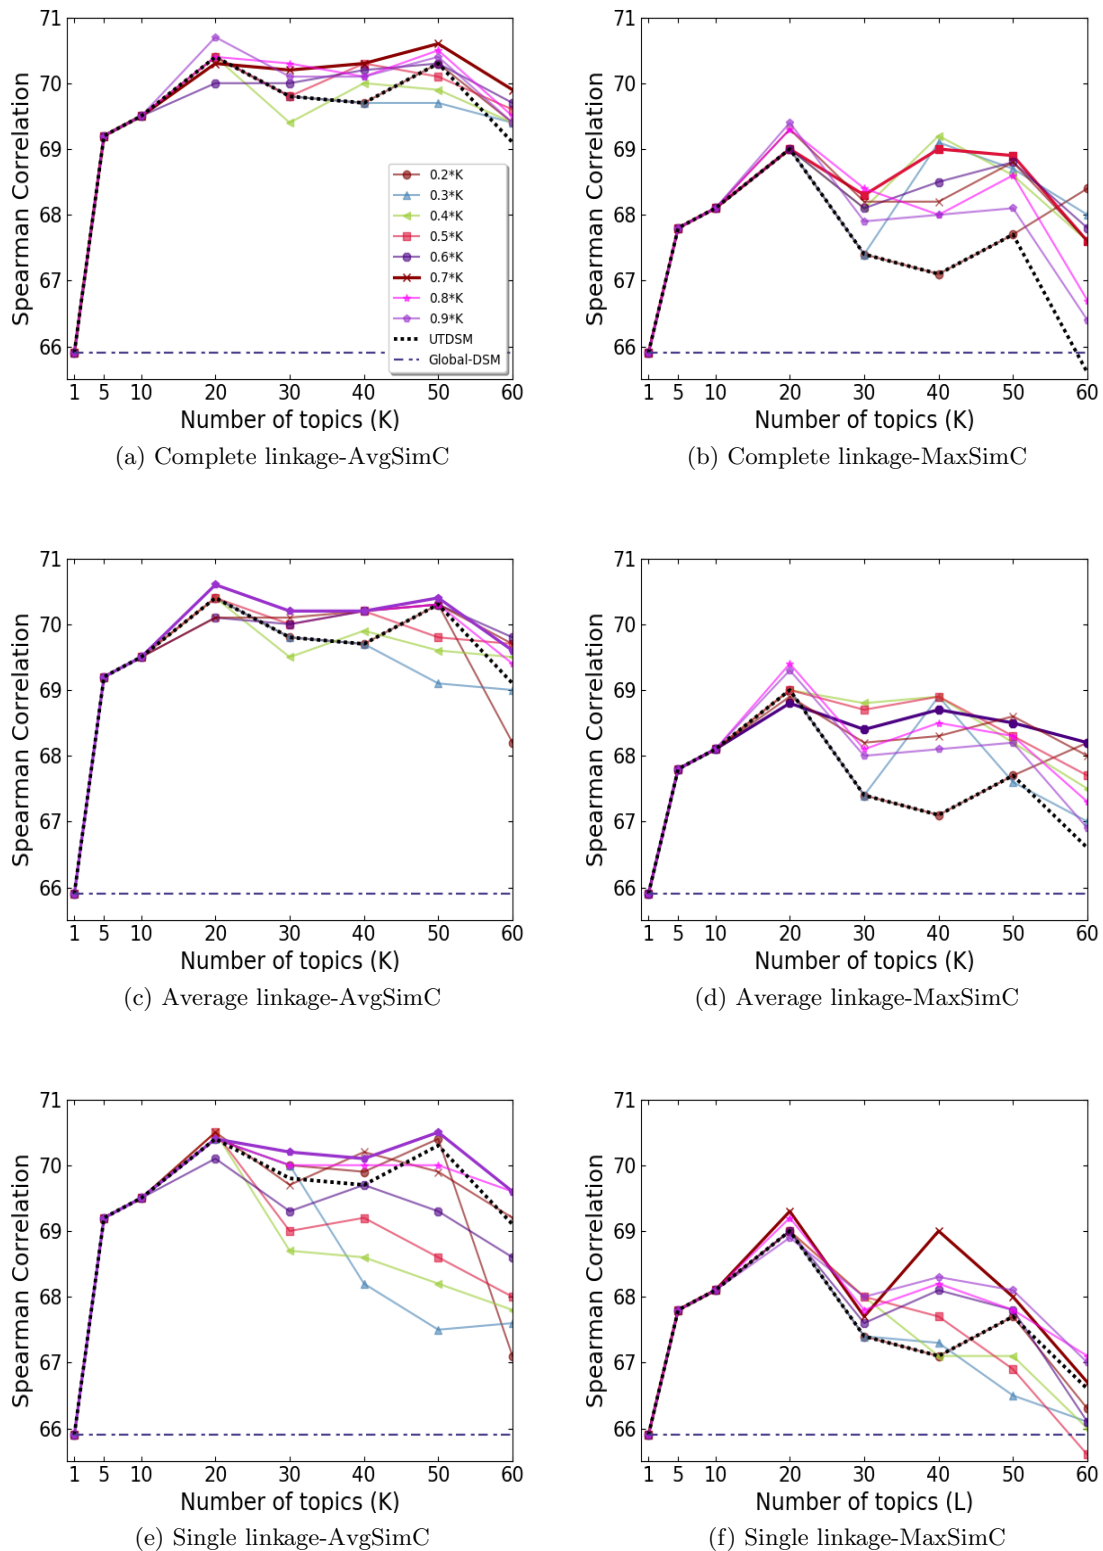 71
70
69
68
67
66
Spearman Correlation
0.2*K
0.3*K
0.4*K
0.5*K
0.6*K
0.7*K
0.8*K
0.9*K
UTDSM
Global-DSM
1 5 10 20 30 40 50 60
Number of topics (K)
(a) Complete linkage-AvgSimC
71
70
69
68
67
66
Spearman Correlation
1 5 10 20 30 40 50 60
Number of topics (K)
(b) Complete linkage-MaxSimC
71
70
69
68
67
66
Spearman Correlation
1 5 10 20 30 40 50 60
Number of topics (K)
(c) Average linkage-AvgSimC
71
70
69
68
67
66
Spearman Correlation
1 5 10 20 30 40 50 60
Number of topics (K)
(d) Average linkage-MaxSimC
71
70
69
68
67
66
Spearman Correlation
1 5 10 20 30 40 50 60
Number of topics (K)
(e) Single linkage-AvgSimC
71
70
69
68
67
66
Spearman Correlation
1 5 10 20 30 40 50 60
Number of topics (L)
(f) Single linkage-MaxSimC